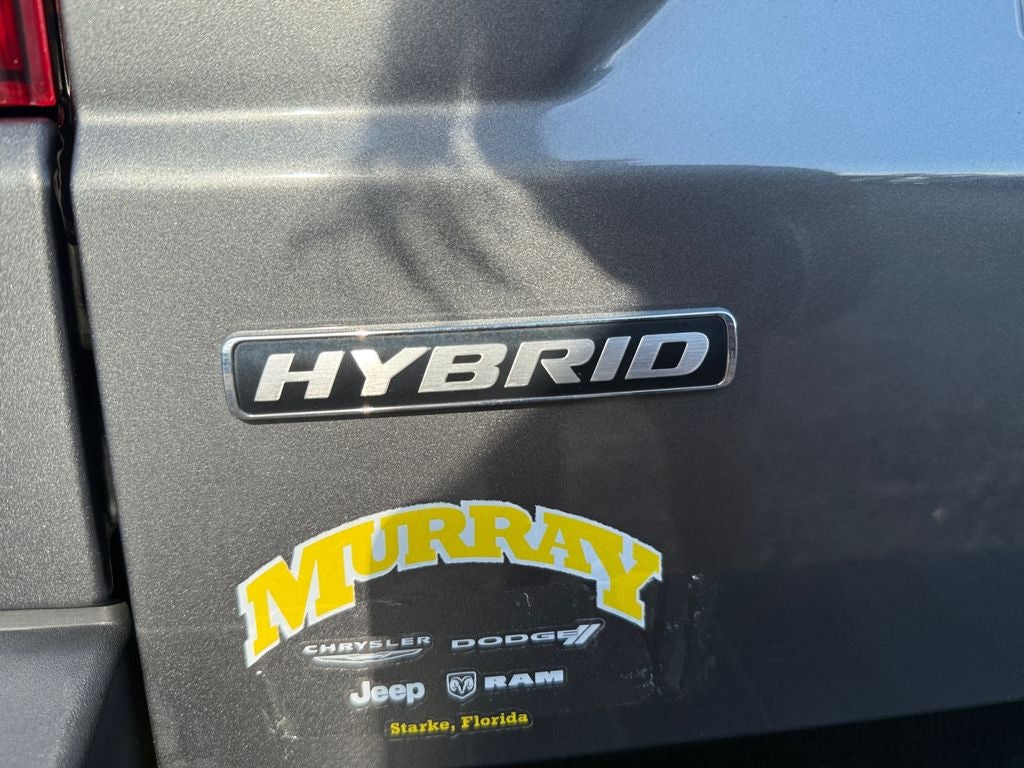 HYBRID
MURRAY
CHRYSLER DODGE
Jeep RAM
Starke, Florida